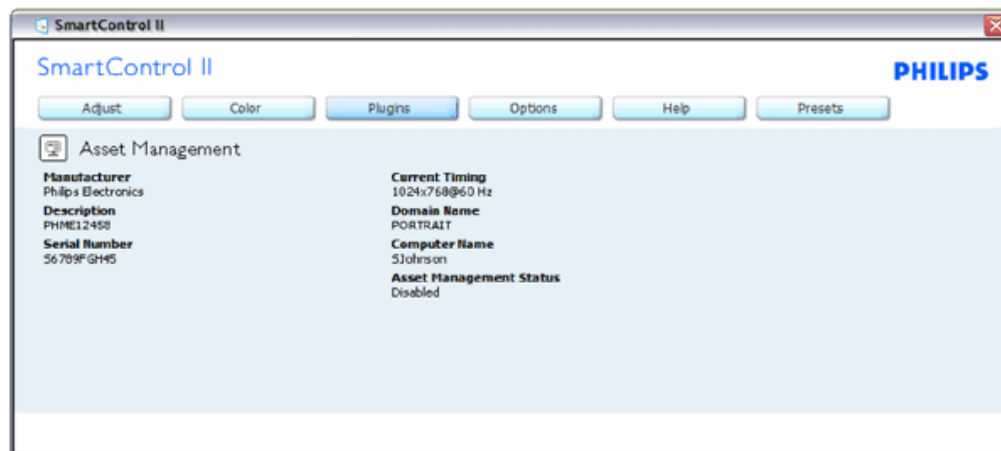 SmartControl II
SmartControl II
PHILIPS
Adjust Color Plugins Options Help Presets
Asset Management
Manufacturer
Philips Electronics
Description
PHME12458
Serial Number
56789FGH45
Current Timing
1024x768@60 Hz
Domain Name
PORTRAIT
Computer Name
SJohnson
Asset Management Status
Disabled